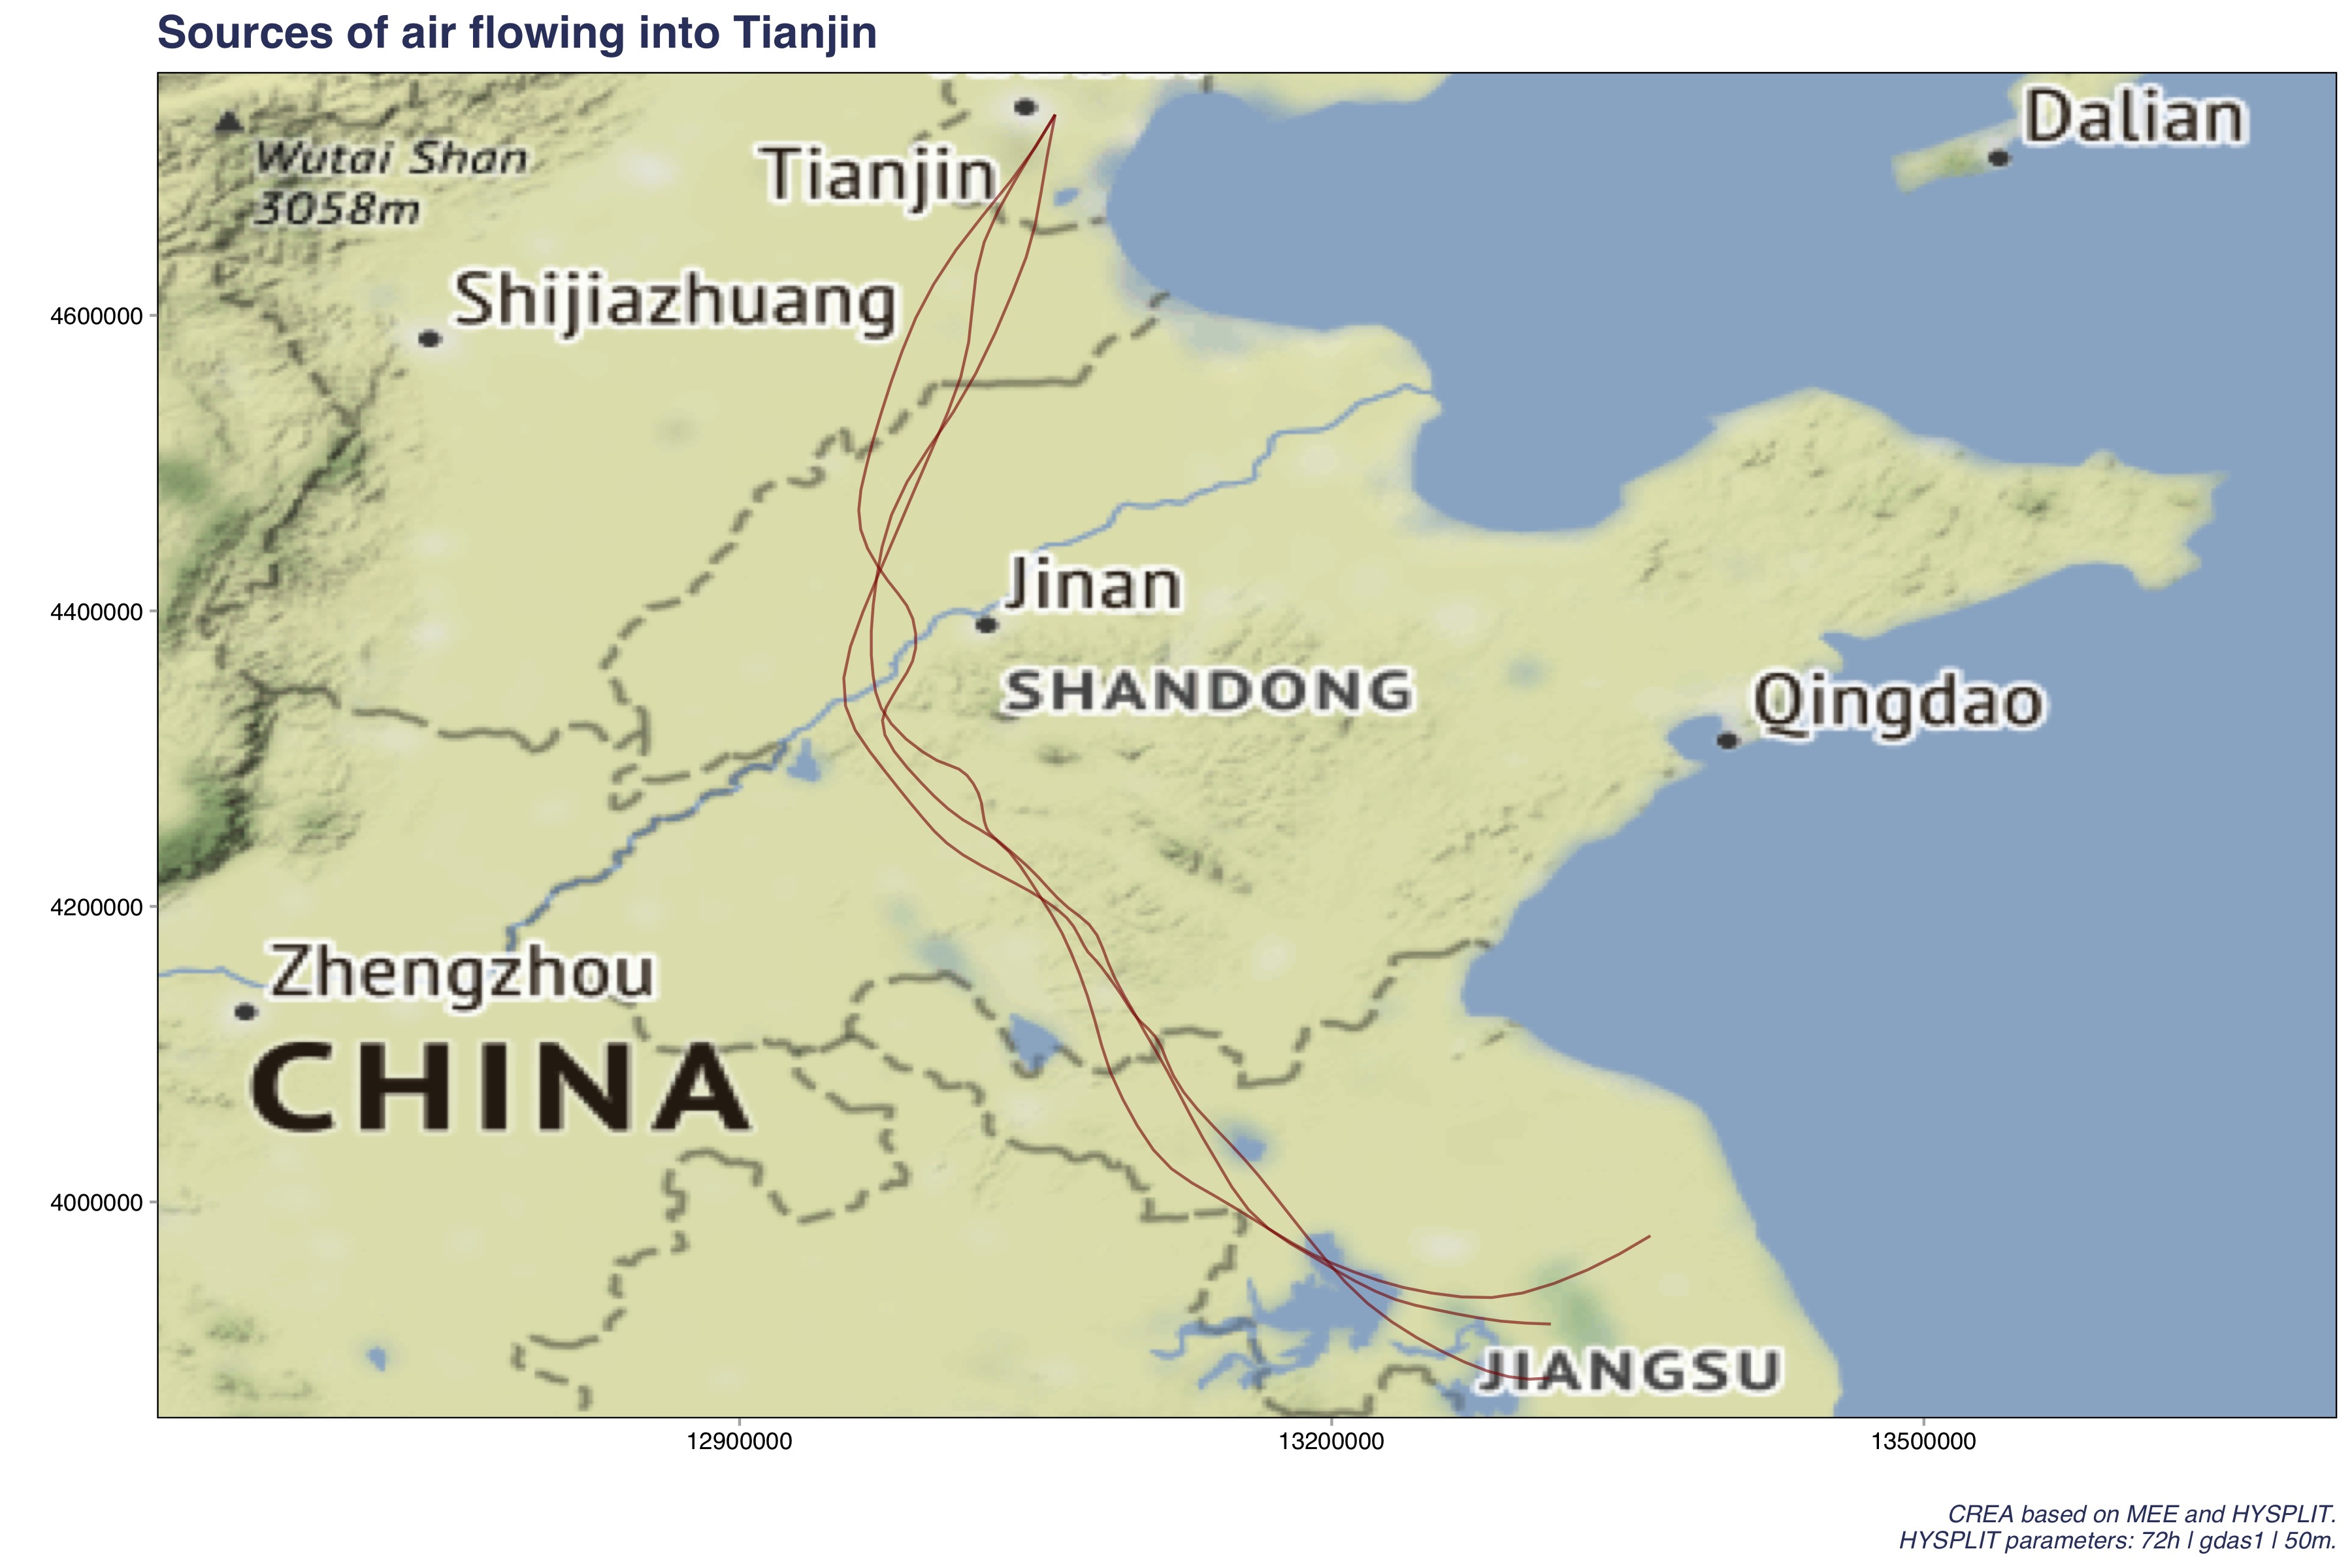 Sources of air flowing into Tianjin
Dalian
Wutai Shan
3058m
Tianjin
Shijiazhuang
4600000
Jinan
4400000
SHANDONG
Qingdao
4200000
Zhengzhou
CHINA
4000000
JIANGSU
12900000
13200000
13500000
CREA based on MEE and HYSPLIT.
HYSPLIT parameters: 72h | gdas1 | 50m.